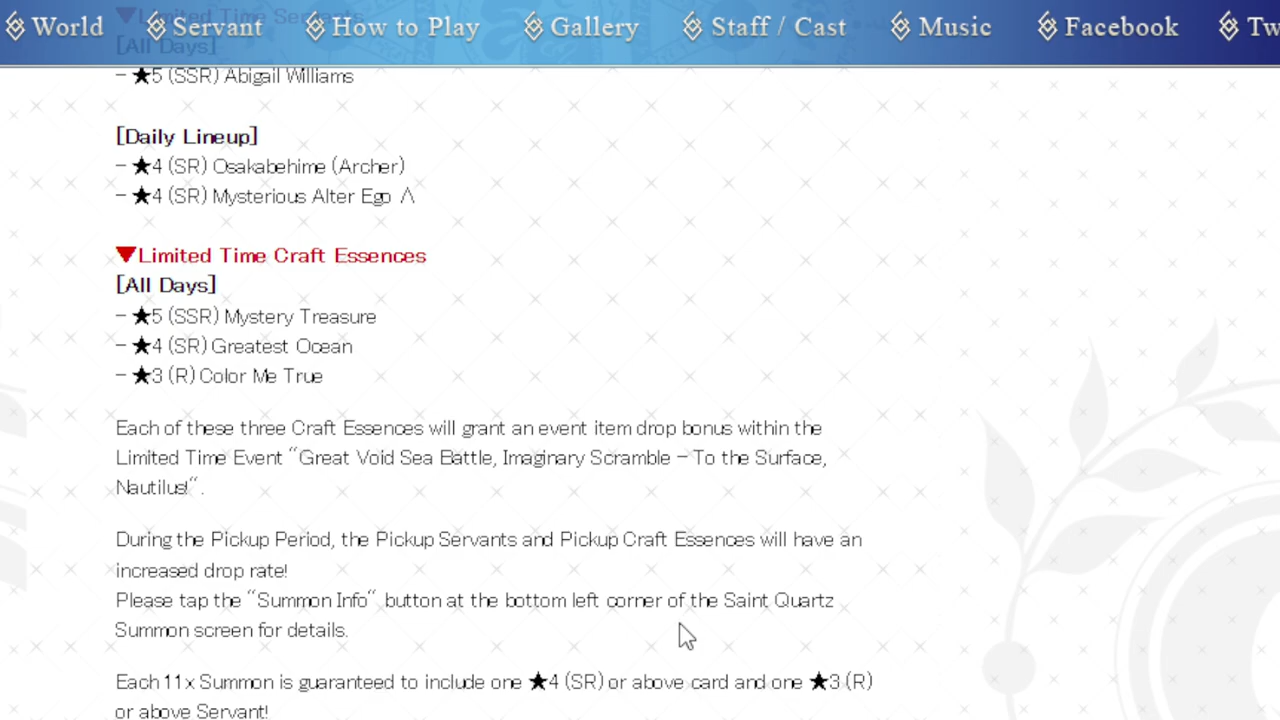 World Servant How to Play Gallery Staff / Cast Music Facebook Tw
▼Limited Time Servants
[All Days]
- ★5 (SSR) Abigail Williams
[Daily Lineup]
- ★4 (SR) Osakabehime (Archer)
- ★4 (SR) Mysterious Alter Ego Λ
▼Limited Time Craft Essences
[All Days]
- ★5 (SSR) Mystery Treasure
- ★4 (SR) Greatest Ocean
- ★3 (R) Color Me True
Each of these three Craft Essences will grant an event item drop bonus within the
Limited Time Event "Great Void Sea Battle, Imaginary Scramble - To the Surface,
Nautilus!".
During the Pickup Period, the Pickup Servants and Pickup Craft Essences will have an
increased drop rate!
Please tap the "Summon Info" button at the bottom left corner of the Saint Quartz
Summon screen for details.
Each 11x Summon is guaranteed to include one ★4 (SR) or above card and one ★3 (R)
or above Servant!